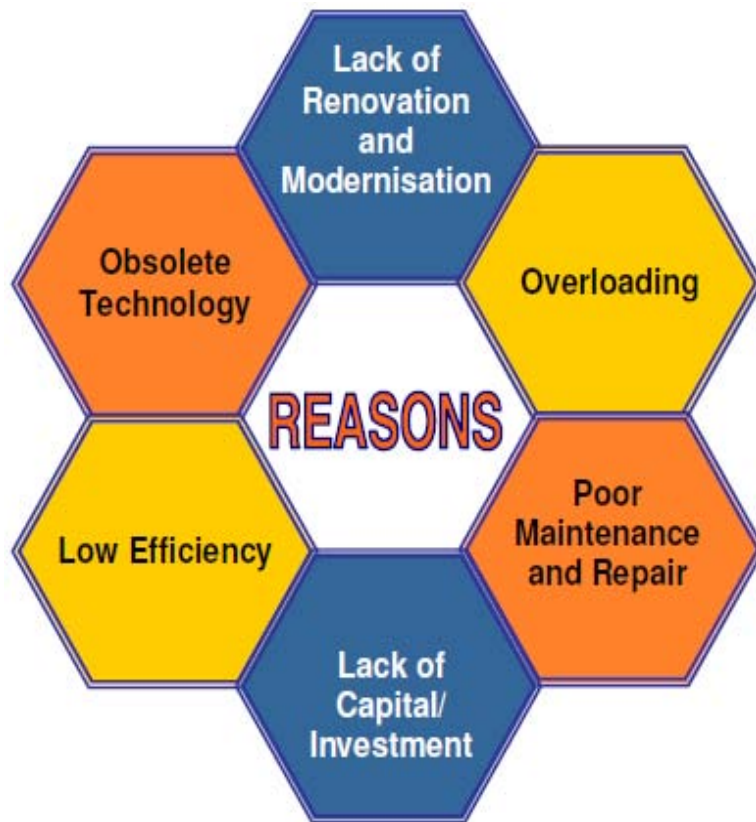 Lack of
Renovation
and
Modernisation
Obsolete
Technology
Overloading
REASONS
Low Efficiency
Poor
Maintenance
and Repair
Lack of
Capital/
Investment